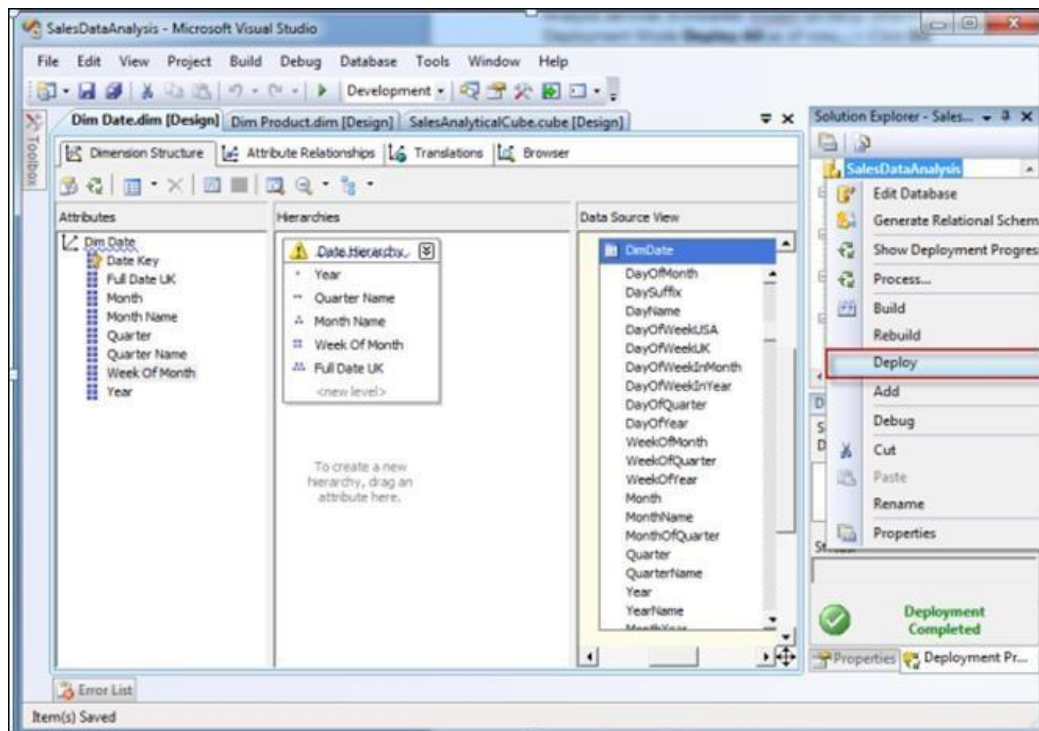 SalesDataAnalysis - Microsoft Visual Studio
File Edit View Project Build Debug Database Tools Window Help
Development
Toolbox
Dim Date.dim [Design] Dim Product.dim [Design] SalesAnalyticalCube.cube [Design]
Dimension Structure Attribute Relationships Translations Browser
Attributes
Dim Date
Date Key
Full Date UK
Month
Month Name
Quarter
Quarter Name
Week Of Month
Year
Hierarchies
Date Hierarchy
Year
Quarter Name
Month Name
Week Of Month
Full Date UK
<new level>
To create a new
hierarchy, drag an
attribute here.
Data Source View
DimDate
DayOfMonth
DaySuffix
DayName
DayOfWeekUSA
DayOfWeekUK
DayOfWeekInMonth
DayOfWeekInYear
DayOfQuarter
DayOfYear
WeekOfMonth
WeekOfQuarter
WeekOfYear
Month
MonthName
MonthOfQuarter
Quarter
QuarterName
Year
YearName
MonthYear
Solution Explorer - Sales...
SalesDataAnalysis
Edit Database
Generate Relational Schem
Show Deployment Progres
Process...
Build
Rebuild
Deploy
Add
Debug
Cut
Paste
Rename
Properties
Deployment
Completed
Properties Deployment Pr...
Error List
Item(s) Saved